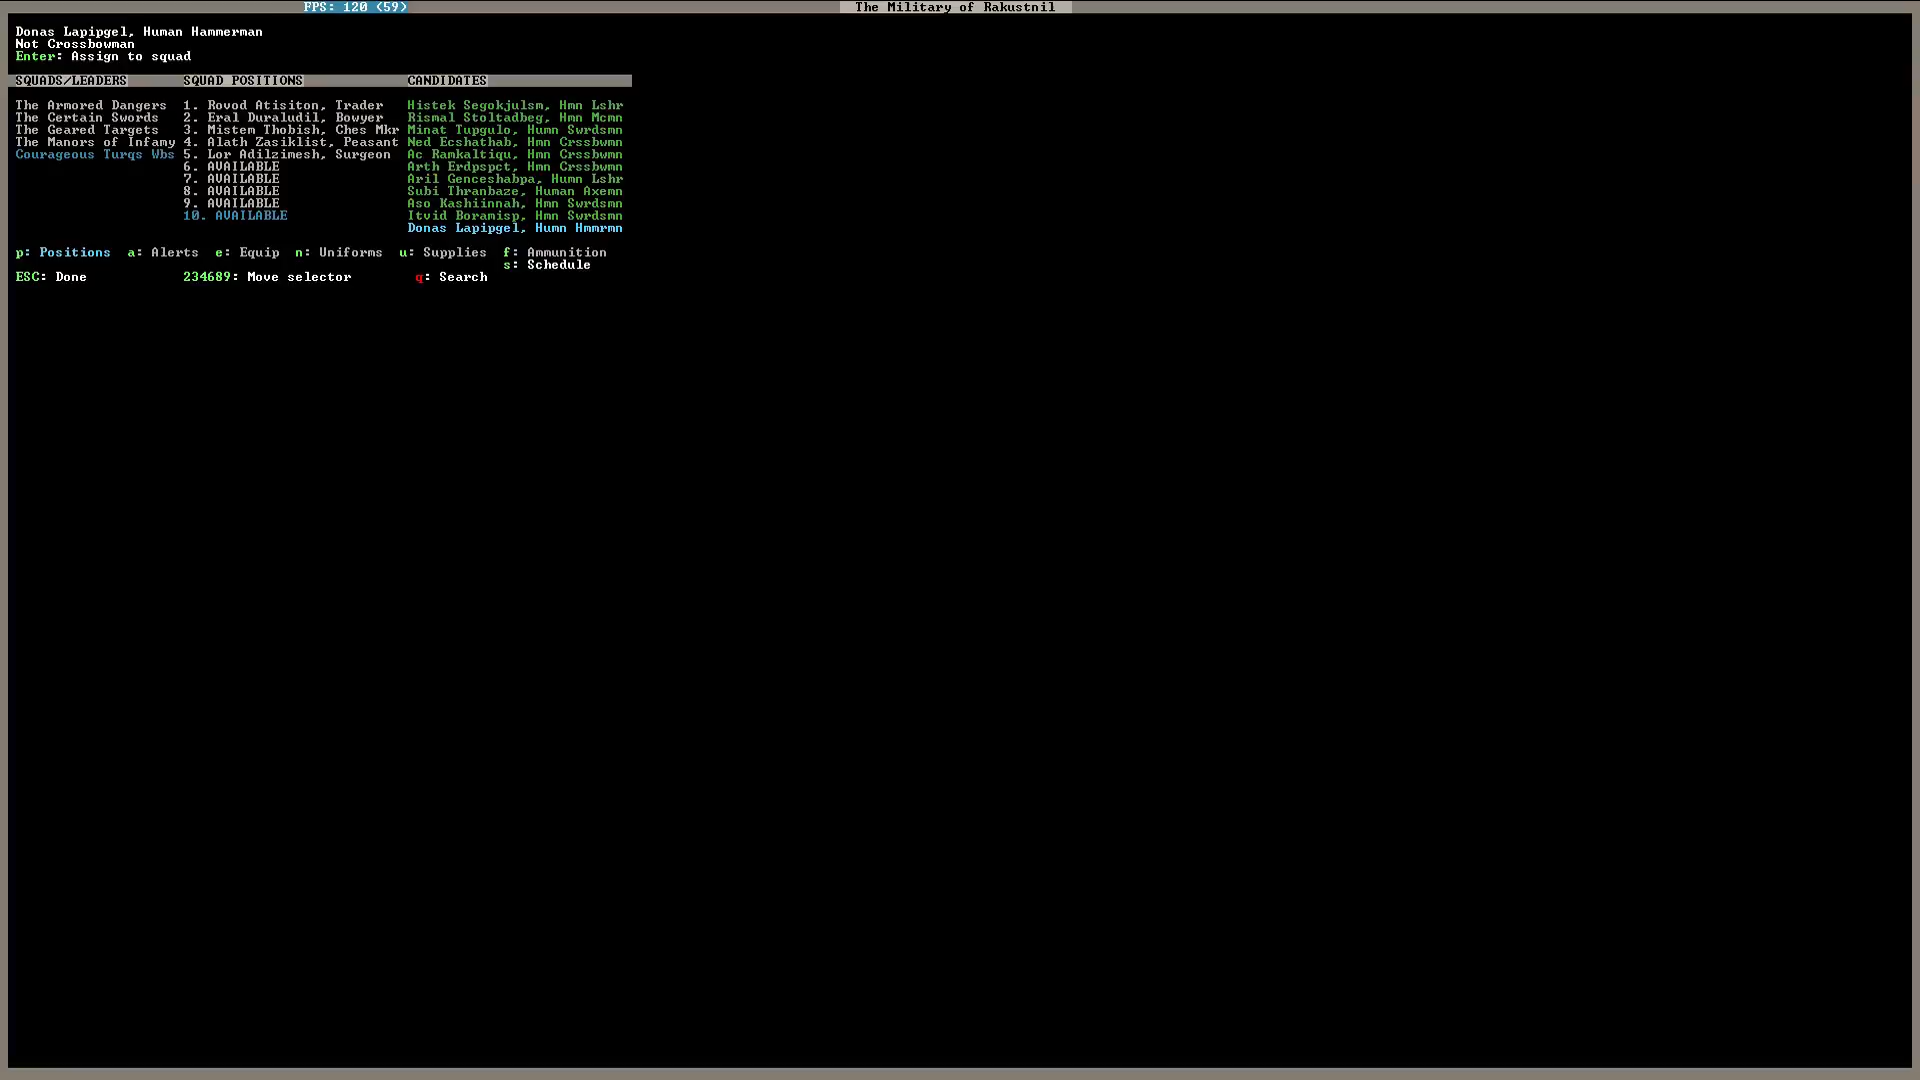 FPS: 120 (59) The Military of Rakustnil
Donas Lapipgel, Human Hammerman
Not Crossbowman
Enter: Assign to squad
SQUADS/LEADERS SQUAD POSITIONS CANDIDATES
The Armored Dangers 1. Rovod Atisiton, Trader Histek Segokjulsm, Hmn Lshr
The Certain Swords 2. Eral Duraludil, Bowyer Rismal Stoltadbeg, Hmn Mcmn
The Geared Targets 3. Mistem Thobish, Ches Mkr Minat Tupgulo, Humn Swrdsmn
The Manors of Infamy 4. Alath Zasiklist, Peasant Ned Ecshathab, Hmn Crssbwmn
Courageous Turqs Wbs 5. Lor Adilzimesh, Surgeon Ac Ramkaltiqu, Hmn Crssbwmn
6. AVAILABLE Arth Erdpspct, Hmn Crssbwmn
7. AVAILABLE Aril Genceshabpa, Humn Lshr
8. AVAILABLE Subi Thranbaze, Human Axemn
9. AVAILABLE Aso Kashiinnah, Hmn Swrdsmn
10. AVAILABLE Itvid Boramisp, Hmn Swrdsmn
Donas Lapipgel, Humn Hmmrmn
p: Positions a: Alerts e: Equip n: Uniforms u: Supplies f: Ammunition
s: Schedule
ESC: Done 234689: Move selector q: Search